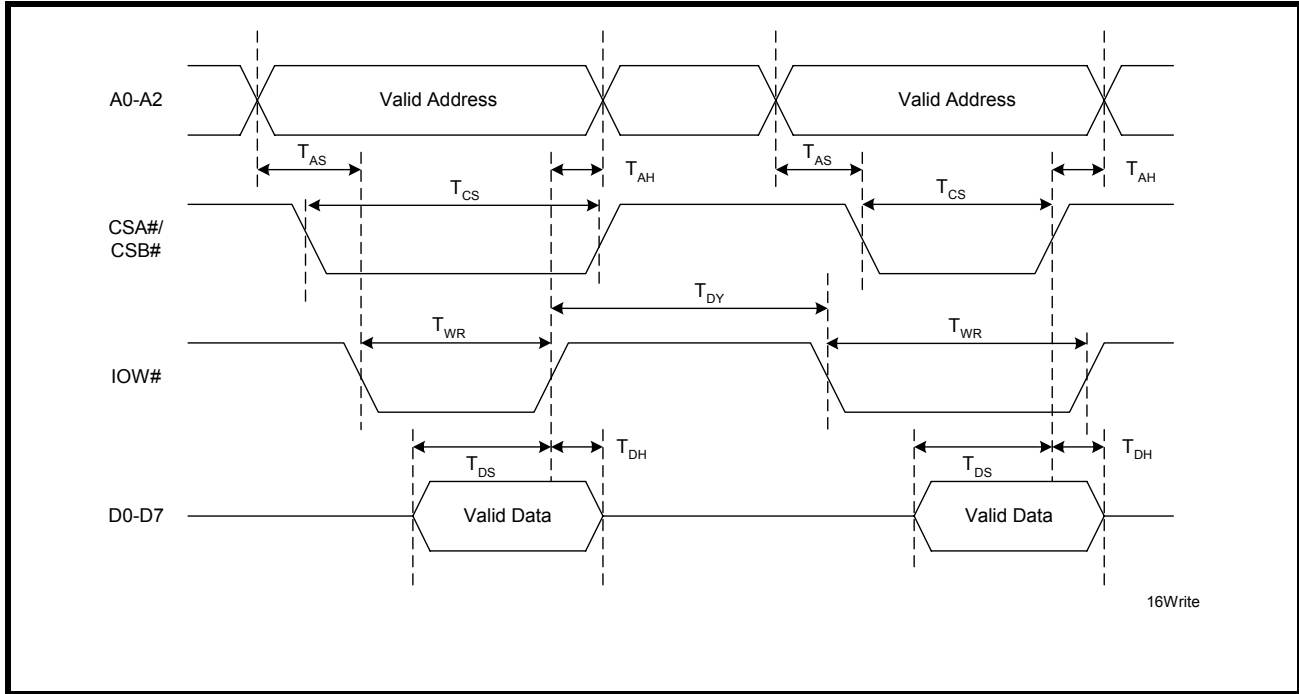 A0-A2
Valid Address
Valid Address
TAS
TAH
TAS
TAH
TCS
TCS
CSA#/
CSB#
TDY
TWR
TWR
IOW#
TDS
TDH
TDS
TDH
D0-D7
Valid Data
Valid Data
16Write